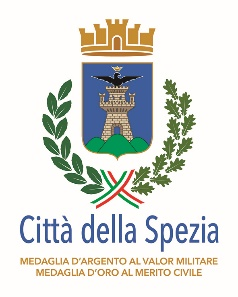 Città della Spezia
MEDAGLIA D'ARGENTO AL VALOR MILITARE
MEDAGLIA D'ORO AL MERITO CIVILE